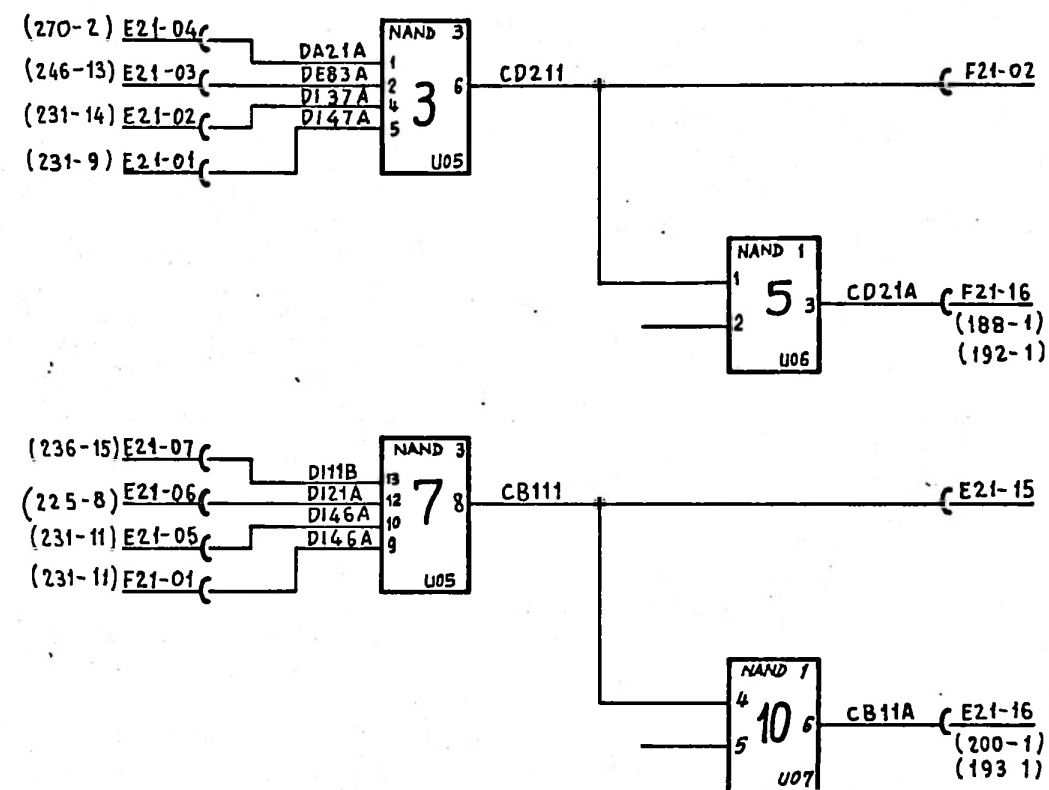 (270-2) E21-04
DA21A
NAND 3
1
(246-13) E21-03
DE83A
2
3
6
CD211
F21-02
(231-14) E21-02
DI37A
4
DI47A
5
(231-9) E21-01
U05
NAND 1
1
5
3
CD21A
F21-16
2
(188-1)
U06
(192-1)
(236-15) E21-07
NAND 3
DI11B
13
(225-8) E21-06
DI21A
12
7
8
CB111
E21-15
DI46A
10
(231-11) E21-05
DI46A
9
(231-11) F21-01
U05
NAND 1
4
10
6
CB11A
E21-16
5
(200-1)
U07
(193 1)